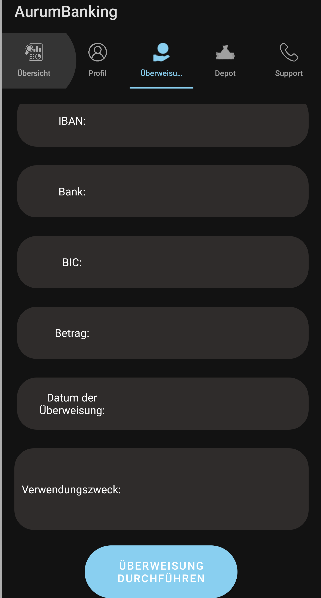 AurumBanking
Übersicht
Profil
Überweisu...
Depot
Support
IBAN:
Bank:
BIC:
Betrag:
Datum der
Überweisung:
Verwendungszweck:
ÜBERWEISUNG
DURCHFÜHREN